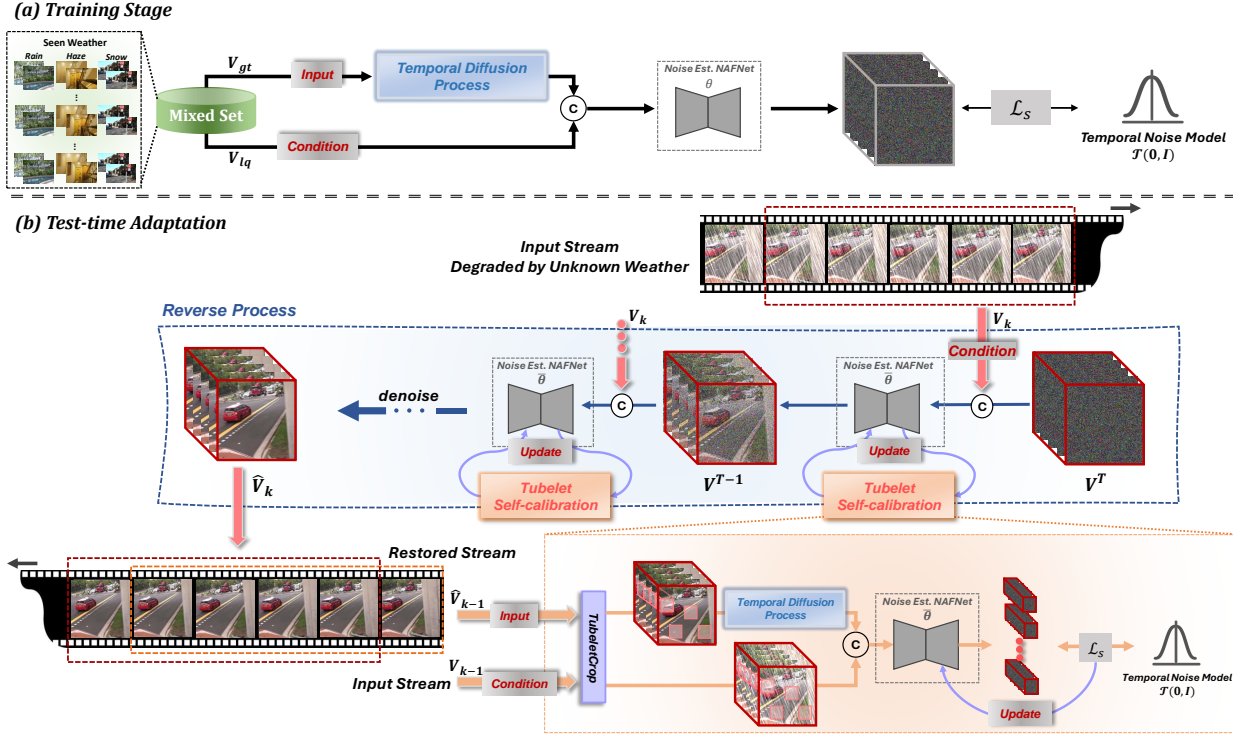 (a) Training Stage
Seen Weather
Rain Haze Snow
Mixed Set
V_gt
Input
Temporal Diffusion
Process
V_lq
Condition
C
Noise Est. NAFNet
θ
ℒ_s
Temporal Noise Model
𝒯(0, I)
(b) Test-time Adaptation
Input Stream
Degraded by Unknown Weather
Reverse Process
V_k
V_k
Condition
denoise
Noise Est. NAFNet
θ̅
C
Noise Est. NAFNet
θ̅
C
Update
Update
Tubelet
Self-calibration
V^{T-1}
Tubelet
Self-calibration
V^T
V̂_k
Restored Stream
V̂_{k-1}
Input
V_{k-1}
Input Stream
Condition
TubeletCrop
Temporal Diffusion
Process
C
Noise Est. NAFNet
θ̅
ℒ_s
Temporal Noise Model
𝒯(0, I)
Update